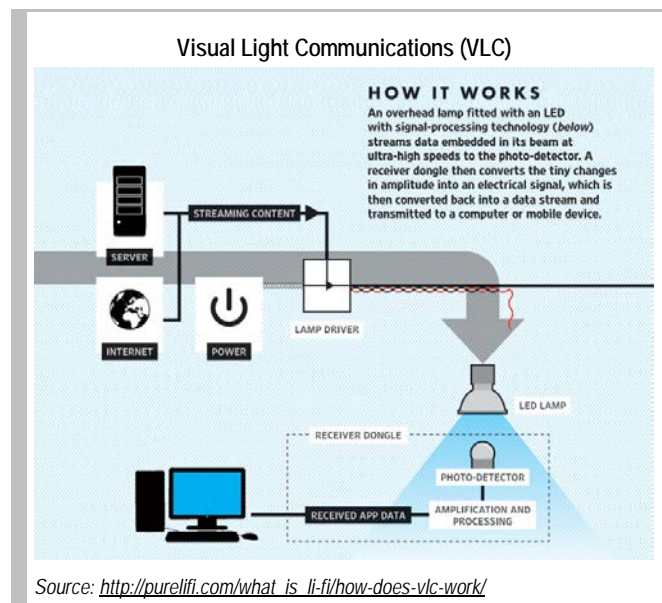 Visual Light Communications (VLC)
HOW IT WORKS
An overhead lamp fitted with an LED
with signal-processing technology (below)
streams data embedded in its beam at
ultra-high speeds to the photo-detector. A
receiver dongle then converts the tiny changes
in amplitude into an electrical signal, which is
then converted back into a data stream and
transmitted to a computer or mobile device.
STREAMING CONTENT
SERVER
INTERNET
POWER
LAMP DRIVER
LED LAMP
RECEIVER DONGLE
PHOTO-DETECTOR
RECEIVED APP DATA
AMPLIFICATION AND
PROCESSING
Source: http://purelifi.com/what_is_li-fi/how-does-vlc-work/